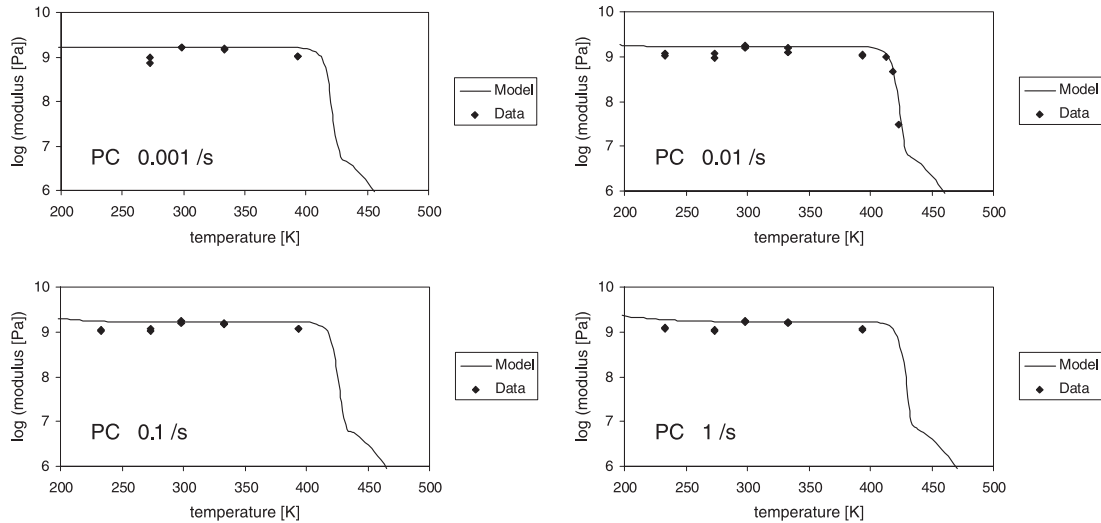 log (modulus [Pa])
10
9
8
7
6
PC 0.001 /s
200 250 300 350 400 450 500
temperature [K]
Model
Data
log (modulus [Pa])
10
9
8
7
6
PC 0.01 /s
200 250 300 350 400 450 500
temperature [K]
Model
Data
log (modulus [Pa])
10
9
8
7
6
PC 0.1 /s
200 250 300 350 400 450 500
temperature [K]
Model
Data
log (modulus [Pa])
10
9
8
7
6
PC 1 /s
200 250 300 350 400 450 500
temperature [K]
Model
Data